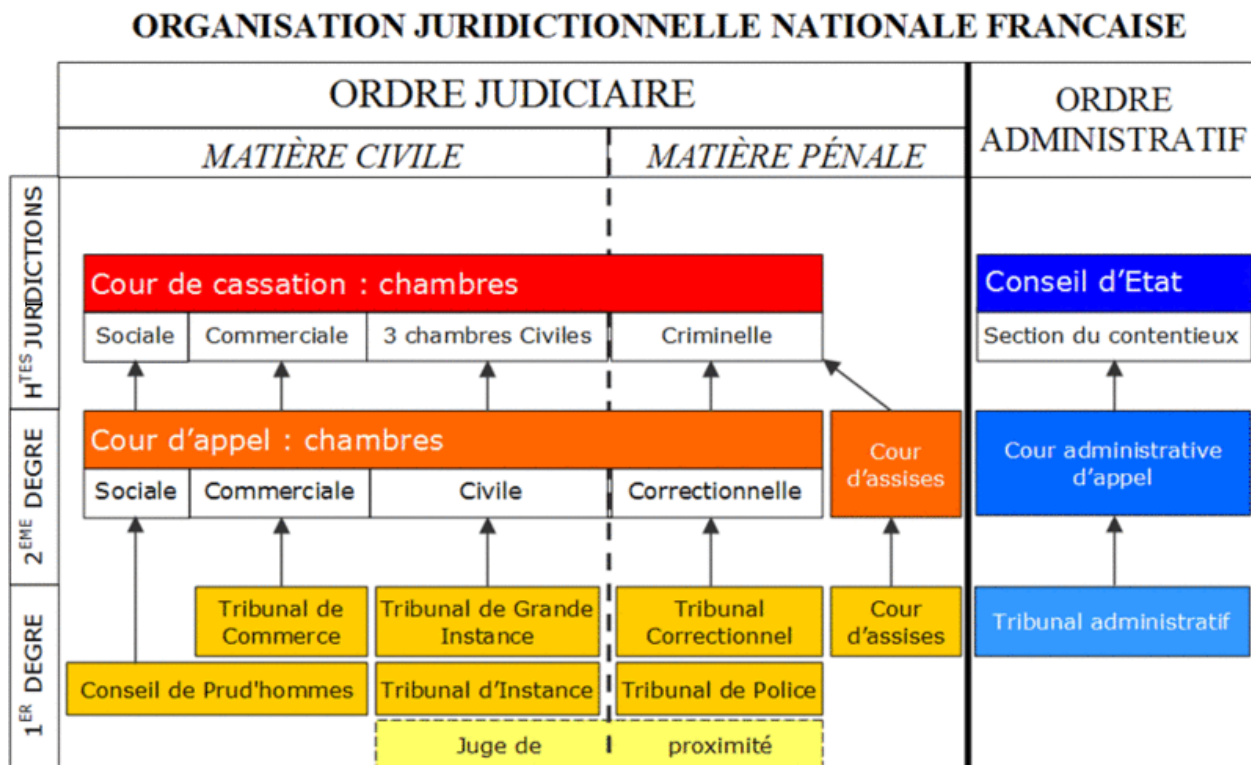 ORGANISATION JURIDICTIONNELLE NATIONALE FRANCAISE
ORDRE JUDICIAIRE
ORDRE
ADMINISTRATIF
MATIÈRE CIVILE
MATIÈRE PÉNALE
HTES JURIDICTIONS
Cour de cassation : chambres
Conseil d'Etat
Sociale
Commerciale
3 chambres Civiles
Criminelle
Section du contentieux
2EME DEGRE
Cour d'appel : chambres
Cour
d'assises
Cour administrative
d'appel
Sociale
Commerciale
Civile
Correctionnelle
1ER DEGRE
Tribunal de
Commerce
Tribunal de Grande
Instance
Tribunal
Correctionnel
Cour
d'assises
Tribunal administratif
Conseil de Prud'hommes
Tribunal d'Instance
Tribunal de Police
Juge de proximité